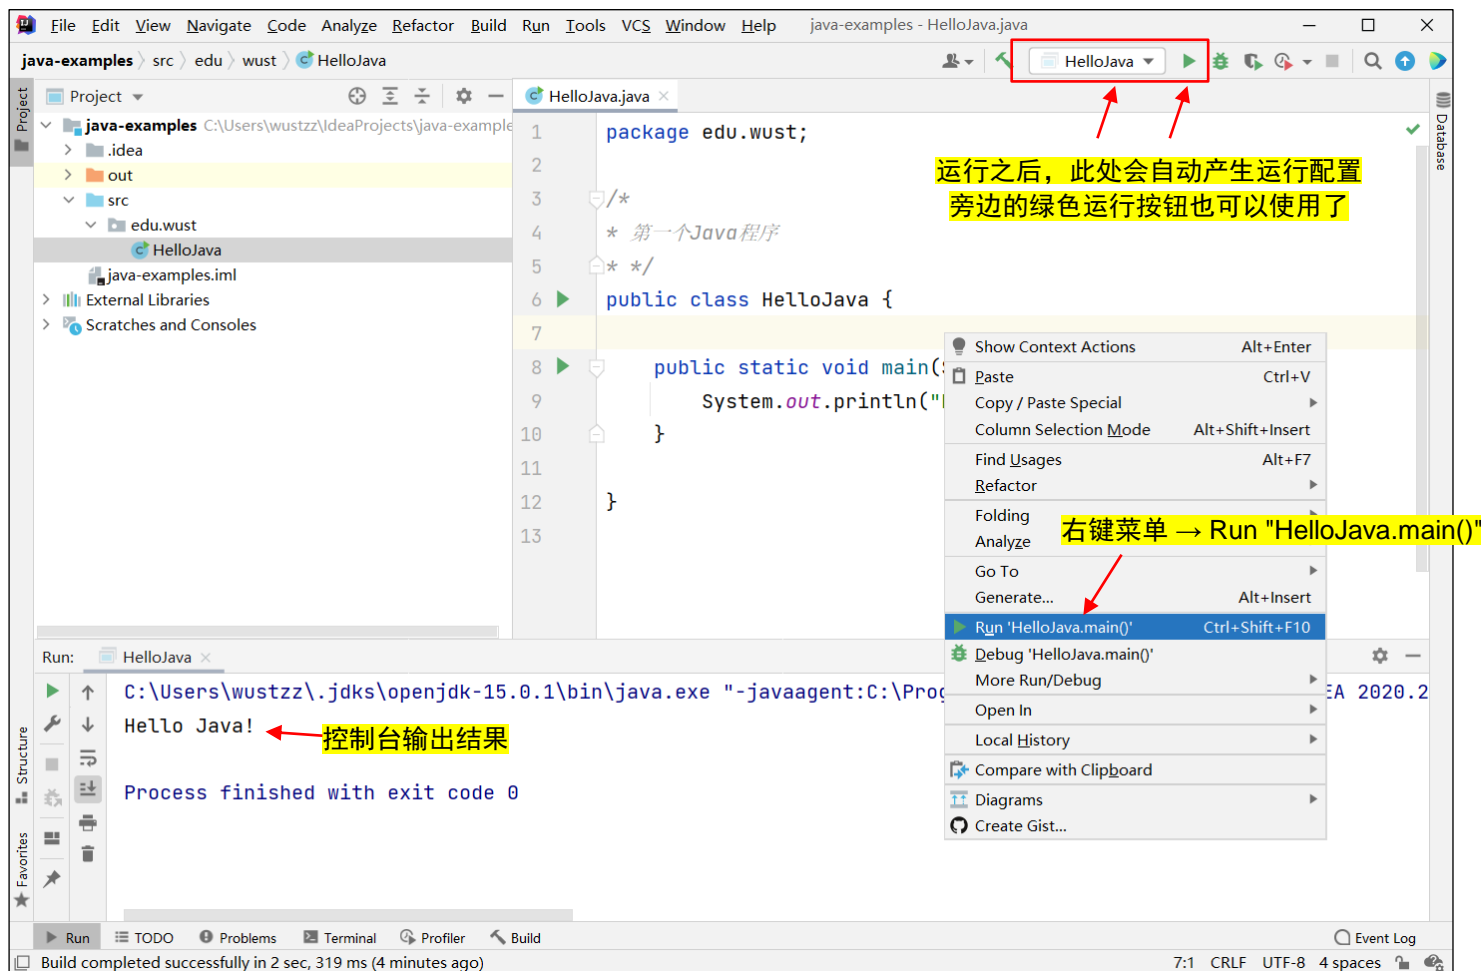 File Edit View Navigate Code Analyze Refactor Build Run Tools VCS Window Help java-examples - HelloJava.java
java-examples src edu wust HelloJava
HelloJava
Project
Project
HelloJava.java
Database
java-examples C:\Users\wustzz\IdeaProjects\java-example
.idea
out
src
edu.wust
HelloJava
java-examples.iml
External Libraries
Scratches and Consoles
运行之后，此处会自动产生运行配置
旁边的绿色运行按钮也可以使用了
1 package edu.wust;
2
3 /*
4 * 第一个Java程序
5 * */
6 public class HelloJava {
7
8 public static void main(
9 System.out.println("
10 }
11
12 }
13
Show Context Actions Alt+Enter
Paste Ctrl+V
Copy / Paste Special
Column Selection Mode Alt+Shift+Insert
Find Usages Alt+F7
Refactor
Folding
Analyze
右键菜单 → Run "HelloJava.main()"
Go To
Generate... Alt+Insert
Run 'HelloJava.main()' Ctrl+Shift+F10
Debug 'HelloJava.main()'
More Run/Debug
Open In
Local History
Compare with Clipboard
Diagrams
Create Gist...
Run: HelloJava
C:\Users\wustzz\.jdks\openjdk-15.0.1\bin\java.exe "-javaagent:C:\Prog EA 2020.2
Hello Java!
控制台输出结果
Process finished with exit code 0
Structure
Favorites
Run TODO Problems Terminal Profiler Build Event Log
Build completed successfully in 2 sec, 319 ms (4 minutes ago) 7:1 CRLF UTF-8 4 spaces